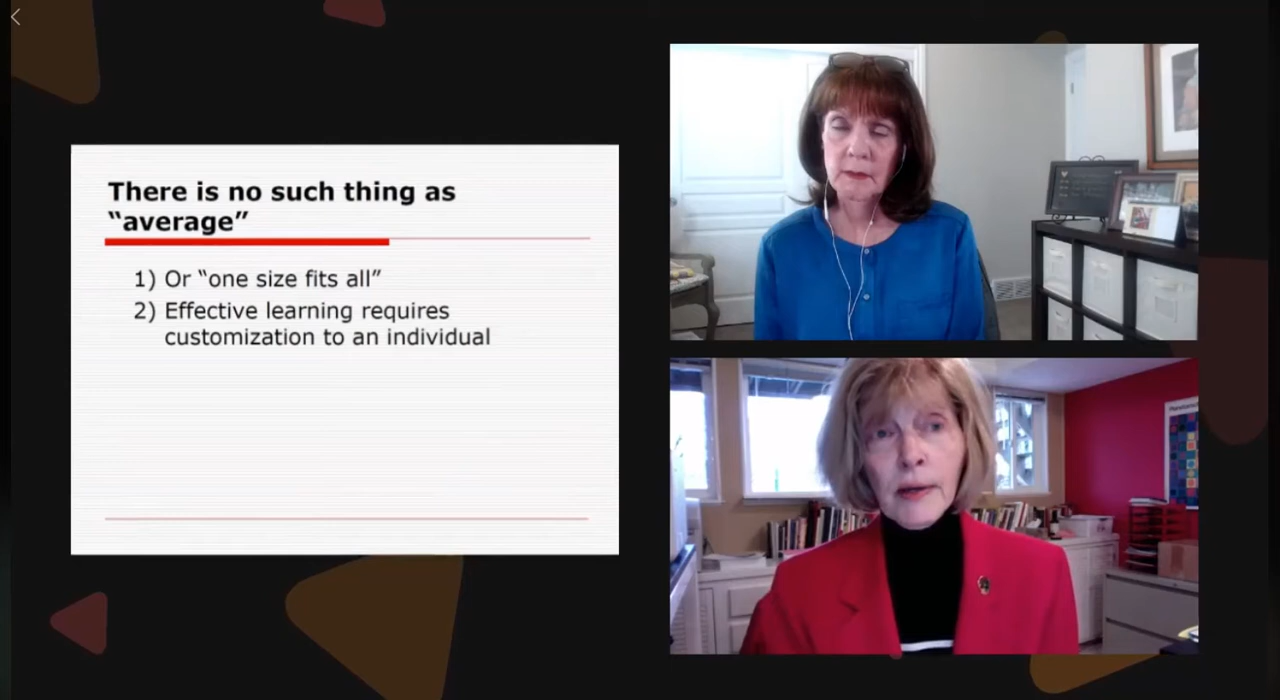 There is no such thing as
“average”
1) Or “one size fits all”
2) Effective learning requires
customization to an individual